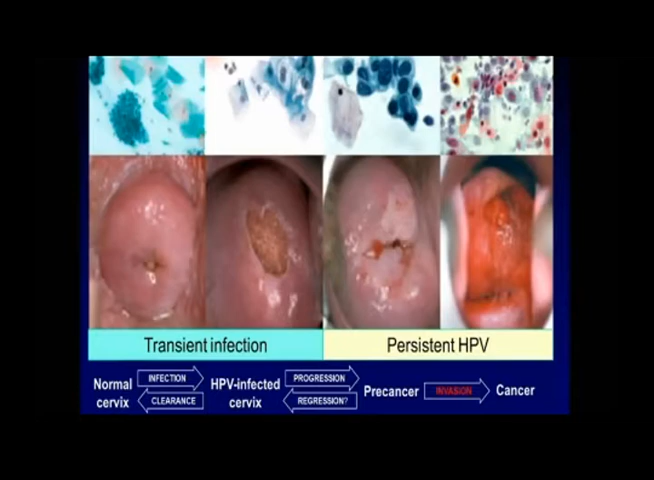 Transient infection
Persistent HPV
Normal
cervix
INFECTION
CLEARANCE
HPV-infected
cervix
PROGRESSION
REGRESSION?
Precancer
INVASION
Cancer